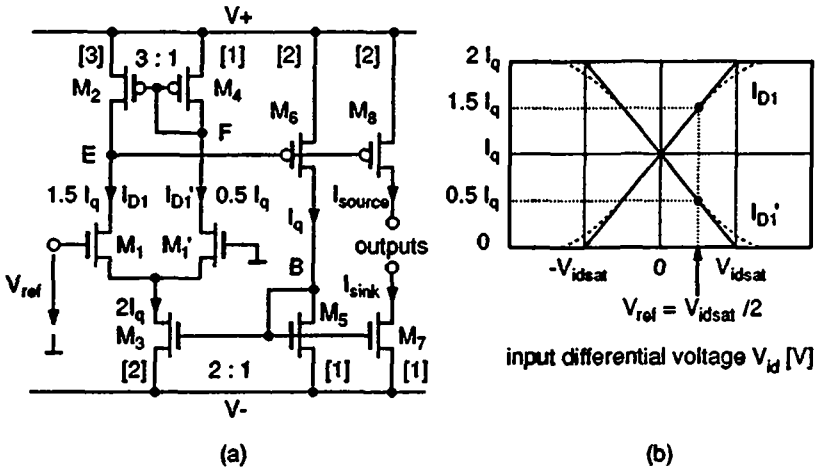 V+
[3] 3 : 1 [1] [2] [2]
M2 M4
M6 M8
F
E
1.5 Iq ID1 ID1' 0.5 Iq
Iq
Isource
M1 M1'
outputs
B
Vref
Isink
2Iq
M3 M5 M7
[2] 2 : 1 [1] [1]
V-
(a)
2 Iq
1.5 Iq
Iq
0.5 Iq
0
ID1
ID1'
-Vidsat 0 Vidsat
Vref = Vidsat /2
input differential voltage Vid [V]
(b)